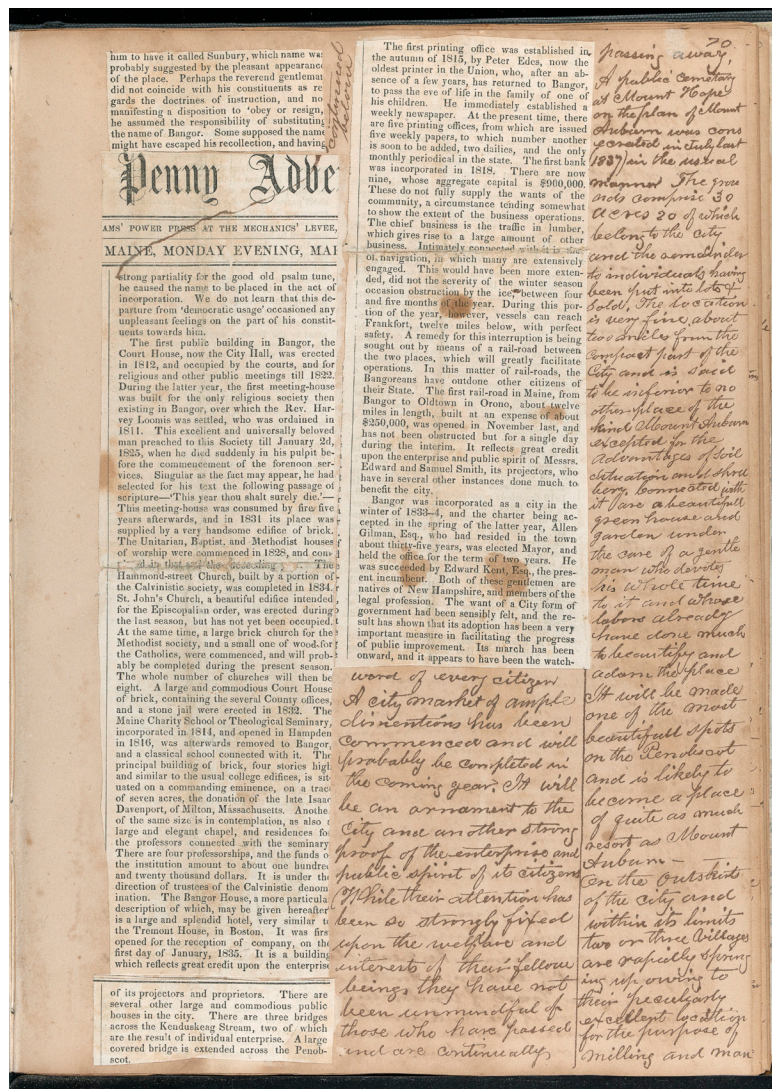 him to have it called Sunbury, which name was
probably suggested by the pleasant appearance
of the place. Perhaps the reverend gentleman
did not coincide with his constituents as re
gards the doctrines of instruction, and no
manifesting a disposition to 'obey or resign,
he assumed the responsibility of substituting
the name of Bangor. Some supposed the name
might have escaped his recollection, and having
continued
below
Penny Adve
AMS' POWER PRESS AT THE MECHANICS' LEVEE,
MAINE, MONDAY EVENING, MAI
strong partiality for the good old psalm tune,
he caused the name to be placed in the act of
incorporation. We do not learn that this de-
parture from 'democratic usage' occasioned any
unpleasant feelings on the part of his constit-
uents towards him.
The first public building in Bangor, the
Court House, now the City Hall, was erected
in 1812, and occupied by the courts, and for
religious and other public meetings till 1822.
During the latter year, the first meeting-house
was built for the only religious society then
existing in Bangor, over which the Rev. Har-
vey Loomis was settled, who was ordained in
1811. This excellent and universally beloved
man preached to this Society till January 2d,
1825, when he died suddenly in his pulpit be-
fore the commencement of the forenoon ser-
vices. Singular as the fact may appear, he had
selected for his text the following passage of
scripture—'This year thou shalt surely die.'—
This meeting-house was consumed by fire five
years afterwards, and in 1831 its place was
supplied by a very handsome edifice of brick.
The Unitarian, Baptist, and Methodist houses
of worship were commenced in 1828, and com-
The
Hammond-street Church, built by a portion of
the Calvinistic society, was completed in 1834.
St. John's Church, a beautiful edifice intended
for the Episcopalian order, was erected during
the last season, but has not yet been occupied.
At the same time, a large brick church for the
Methodist society, and a small one of wood for
the Catholics, were commenced, and will prob-
ably be completed during the present season.
The whole number of churches will then be
eight. A large and commodious Court House
of brick, containing the several County offices,
and a stone jail were erected in 1832. The
Maine Charity School or Theological Seminary,
incorporated in 1814, and opened in Hampden
in 1816, was afterwards removed to Bangor,
and a classical school connected with it. The
principal building of brick, four stories high
and similar to the usual college edifices, is sit
uated on a commanding eminence, on a trac
of seven acres, the donation of the late Isaac
Davenport, of Milton, Massachusetts. Anothe
of the same size is in contemplation, as also a
large and elegant chapel, and residences for
the professors connected with the seminary
There are four professorships, and the funds o
the institution amount to about one hundred
and twenty thousand dollars. It is under the
direction of trustees of the Calvinistic denom
ination. The Bangor House, a more particula
description of which, may be given hereafter
is a large and splendid hotel, very similar to
the Tremont House, in Boston. It was firs
opened for the reception of company, on the
first day of January, 1835. It is a building
which reflects great credit upon the enterprise
of its projectors and proprietors. There are
several other large and commodious public
houses in the city. There are three bridges
across the Kenduskeag Stream, two of which
are the result of individual enterprise. A large
covered bridge is extended across the Penob-
scot.
The first printing office was established in
the autumn of 1815, by Peter Edes, now the
oldest printer in the Union, who, after an ab-
sence of a few years, has returned to Bangor,
to pass the eve of life in the family of one of
his children. He immediately established a
weekly newspaper. At the present time, there
are five printing offices, from which are issued
five weekly papers, to which number another
is soon to be added, two dailies, and the only
monthly periodical in the state. The first bank
was incorporated in 1818. There are now
nine, whose aggregate capital is $900,000.
These do not fully supply the wants of the
community, a circumstance tending somewhat
to show the extent of the business operations.
The chief business is the traffic in lumber,
which gives rise to a large amount of other
business. Intimately connected with it is that
of navigation, in which many are extensively
engaged. This would have been more exten-
ded, did not the severity of the winter season
occasion obstruction by the ice, between four
and five months of the year. During this por-
tion of the year, however, vessels can reach
Frankfort, twelve miles below, with perfect
safety. A remedy for this interruption is being
sought out by means of a rail-road between
the two places, which will greatly facilitate
operations. In this matter of rail-roads, the
Bangoreans have outdone other citizens of
their State. The first rail-road in Maine, from
Bangor to Oldtown in Orono, about twelve
miles in length, built at an expense of about
$250,000, was opened in November last, and
has not been obstructed but for a single day
during the interim. It reflects great credit
upon the enterprise and public spirit of Messrs.
Edward and Samuel Smith, its projectors, who
have in several other instances done much to
benefit the city.
Bangor was incorporated as a city in the
winter of 1833-4, and the charter being ac-
cepted in the spring of the latter year, Allen
Gilman, Esq., who had resided in the town
about thirty-five years, was elected Mayor, and
held the office for the term of two years. He
was succeeded by Edward Kent, Esq., the pres-
ent incumbent. Both of these gentlemen are
natives of New Hampshire, and members of the
legal profession. The want of a City form of
government had been sensibly felt, and the re-
sult has shown that its adoption has been a very
important measure in facilitating the progress
of public improvement. Its march has been
onward, and it appears to have been the watch-
word of every citizen
A city market of ample
dimentions has been
commenced and will
probably be completed in
the coming year. It will
be an ornament to the
City and another strong
proof of the enterprise and
public spirit of its citizens
While their attention has
been so strongly fixed
upon the welfare and
interests of their fellow
beings they have not
been unmindful of
those who have passed
and are continually
70
passing away,
A public Cemetary
at Mount Hope
on the plan of Mount
Auburn was cons
ecrated in July last
1837) in the usual
manner The grou
nds comprise 30
acres 20 of which
belong to the city
and the remainder
to individuals having
been put into lots &
Sold. The location
is very fine about
two miles from the
compact part of the
City and is said
to be inferior to no
other place of the
kind Mount Auburn
excepted for the
advantages of soil
situation and shrub
bery. Connected with
it are a beautifull
green house and
garden under
the care of a gentle
man who devotes
his whole time
to it and whose
labors already
have done much
to beautify and
adorn the place
It will be made
one of the most
beautifull spots
on the Penobscot
and is likely to
become a place
of quite as much
resort as Mount
Auburn —
On the outskirts
of the city and
within its limits
two or three Villages
are rapidly spring
ing up owing to
their peculyarly
excellent location
for the purpose of
milling and man